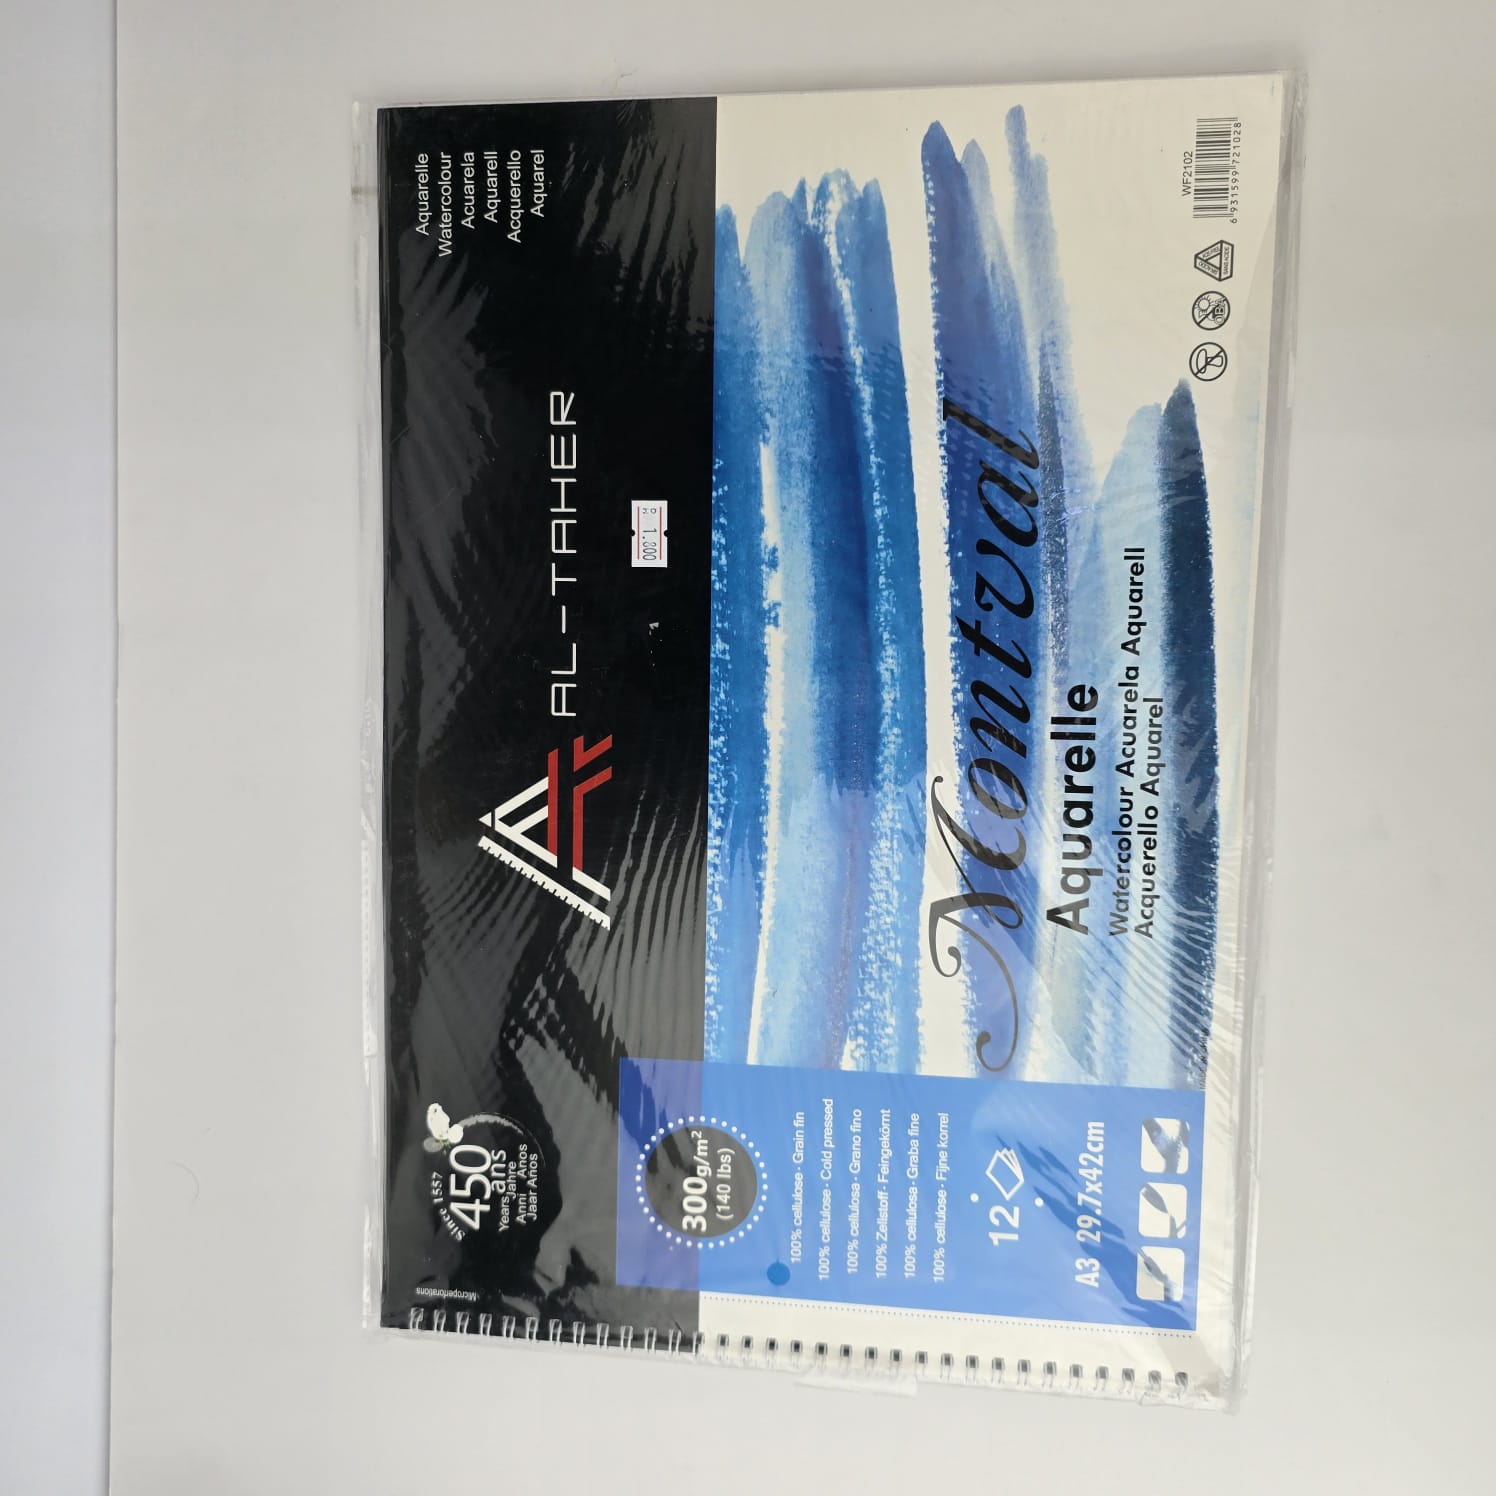 Since 1557
450
ans
Years Jahre
Anni Anos
Jaar Años
Microperforations
AL-TAHER
Aquarelle
Watercolour
Acuarela
Aquarell
Acquerello
Aquarel
1.300
300g/m²
(140 lbs)
100% cellulose · Grain fin
100% cellulose · Cold pressed
100% cellulosa · Grano fino
100% Zellstoff · Feingekörnt
100% cellulosa · Graba fine
100% cellulose · Fijne korrel
12
A3 29.7x42cm
Montval
Aquarelle
Watercolour Acuarela Aquarell
Acquerello Aquarel
WF2102
6931599721028